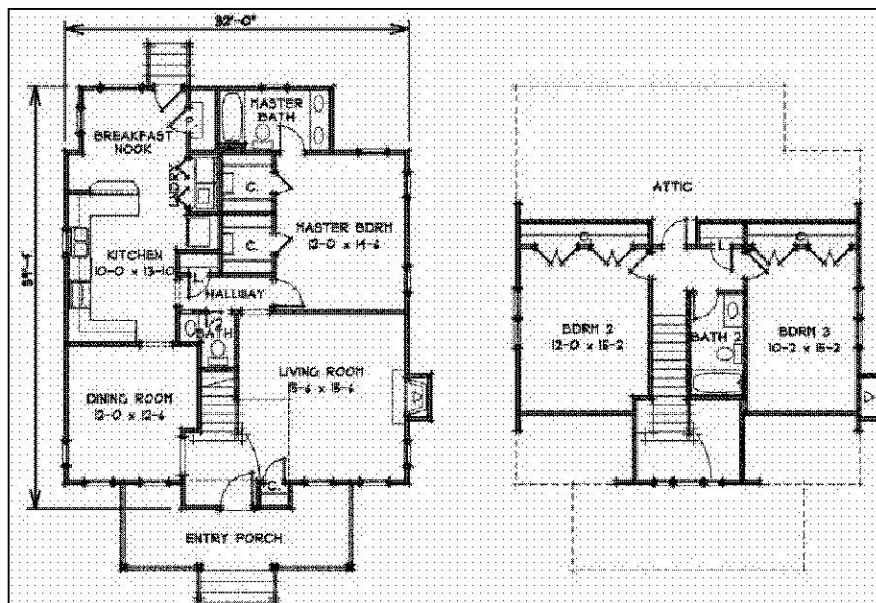 32'-0"
MASTER
BATH
BREAKFAST
NOOK
P.
LNDRY
C.
MASTER BDRM
12-0 x 14-6
KITCHEN
10-0 x 13-10
C.
L.
HALLWAY
BATH
LIVING ROOM
15-6 x 15-6
DINING ROOM
12-0 x 12-6
C.
ENTRY PORCH
ATTIC
C.
L.
C.
BDRM 2
12-0 x 15-2
BATH 2
BDRM 3
10-2 x 15-2